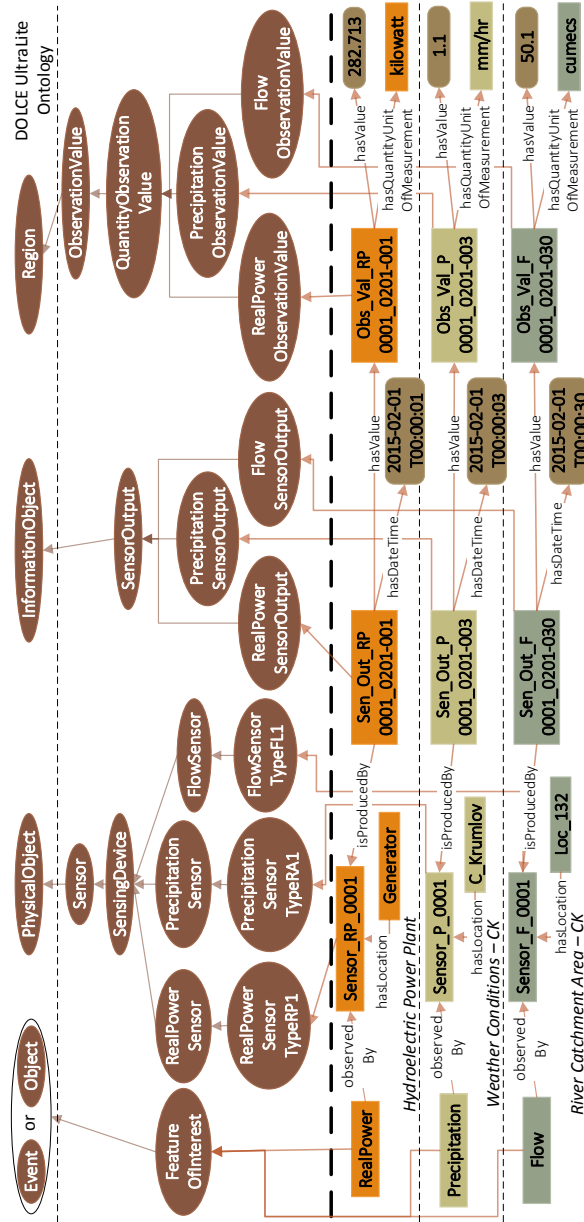 DOLCE UltraLite
Ontology
Event
or
Object
PhysicalObject
InformationObject
Region
Sensor
SensingDevice
SensorOutput
ObservationValue
QuantityObservation
Value
Feature
OfInterest
RealPower
Sensor
Precipitation
Sensor
FlowSensor
Precipitation
SensorOutput
Precipitation
ObservationValue
RealPower
Sensor
TypeRP1
Precipitation
Sensor
TypeRA1
FlowSensor
TypeFL1
RealPower
SensorOutput
Flow
SensorOutput
RealPower
ObservationValue
Flow
ObservationValue
RealPower
observed
By
Sensor_RP_0001
hasLocation
Generator
isProducedBy
Sen_Out_RP
0001_0201-001
hasDateTime
2015-02-01
T00:00:01
hasValue
Obs_Val_RP
0001_0201-001
hasValue
282.713
hasQuantityUnit
OfMeasurement
kilowatt
Hydroelectric Power Plant
Precipitation
observed
By
Sensor_P_0001
hasLocation
C_Krumlov
isProducedBy
Sen_Out_P
0001_0201-003
hasDateTime
2015-02-01
T00:00:03
hasValue
Obs_Val_P
0001_0201-003
hasValue
1.1
hasQuantityUnit
OfMeasurement
mm/hr
Weather Conditions – CK
Flow
observed
By
Sensor_F_0001
hasLocation
Loc_132
isProducedBy
Sen_Out_F
0001_0201-030
hasDateTime
2015-02-01
T00:00:30
hasValue
Obs_Val_F
0001_0201-030
hasValue
50.1
hasQuantityUnit
OfMeasurement
cumecs
River Catchment Area – CK